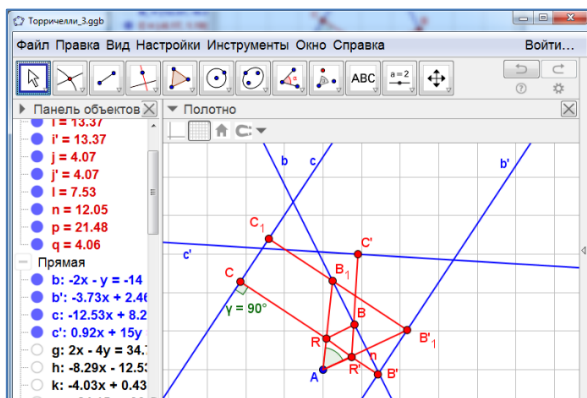 Торричелли_3.ggb
Файл Правка Вид Настройки Инструменты Окно Справка Войти...
ABC a=2
Панель объектов Полотно
i = 13.37
i' = 13.37
j = 4.07
j' = 4.07
l = 7.53
n = 12.05
p = 21.48
q = 4.06
Прямая
b: -2x - y = -14
b': -3.73x + 2.46
c: -12.53x + 8.2
c': 0.92x + 15y
g: 2x - 4y = 34.
h: -8.29x - 12.53
k: -4.03x + 0.43
b c b'
C₁ C'
c'
C B₁
γ = 90°
B
R B'₁
n
A R' B'